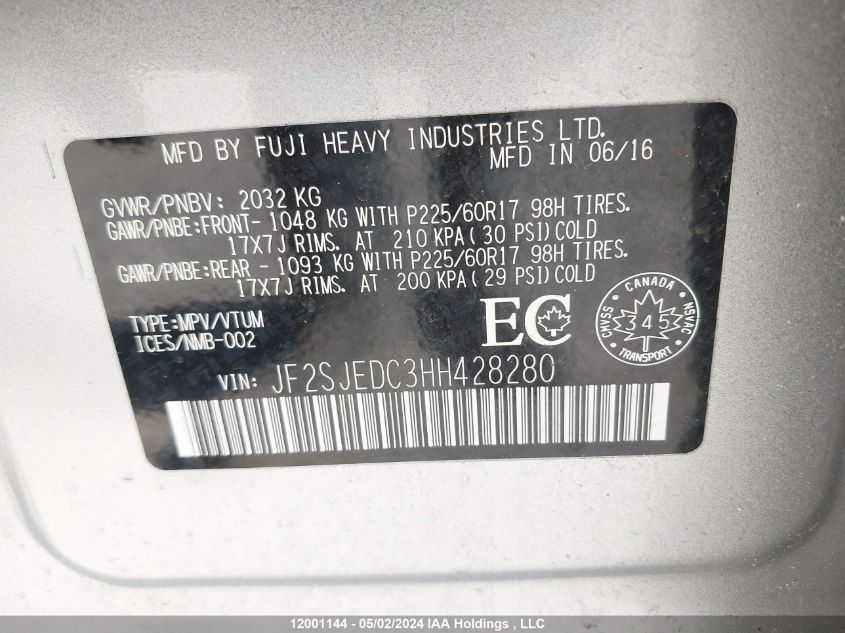 MFD BY FUJI HEAVY INDUSTRIES LTD.
MFD IN 06/16
GVWR/PNBV: 2032 KG
GAWR/PNBE:FRONT- 1048 KG WITH P225/60R17 98H TIRES.
17X7J RIMS. AT 210 KPA(30 PSI)COLD
GAWR/PNBE:REAR - 1093 KG WITH P225/60R17 98H TIRES.
17X7J RIMS. AT 200 KPA(29 PSI)COLD
TYPE:MPV/VTUM
ICES/NMB-002
EC
CANADA
CMVSS
NSVAC
345
TRANSPORT
VIN: JF2SJEDC3HH428280
12001144 - 05/02/2024 IAA Holdings , LLC